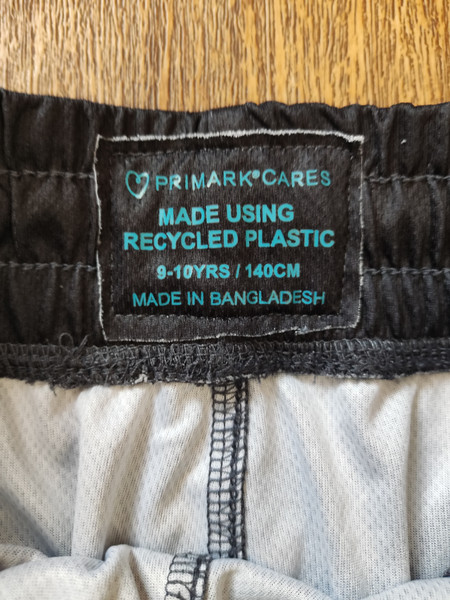 PRIMARK®CARES
MADE USING
RECYCLED PLASTIC
9-10YRS / 140CM
MADE IN BANGLADESH